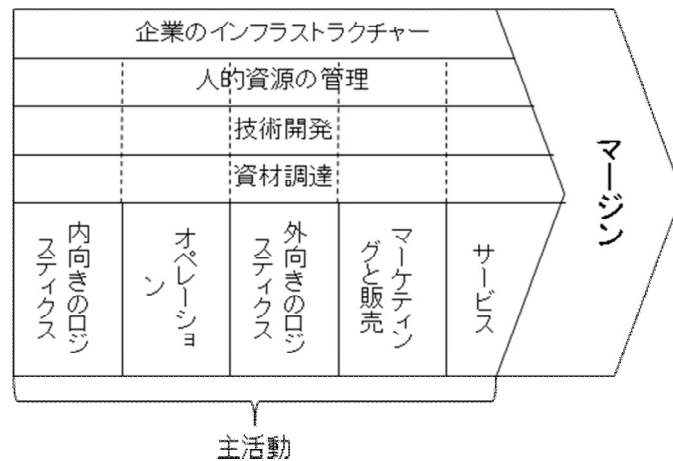 企業のインフラストラクチャー
人的資源の管理
技術開発
資材調達
マージン
内向きのロジ
スティクス
オペレーショ
ン
外向きのロジ
スティクス
マーケティン
グと販売
サービス
主活動